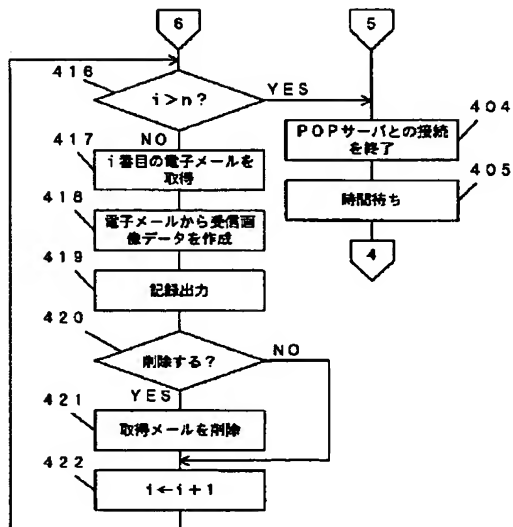 6
5
416
i>n?
YES
NO
404
POPサーバとの接続
を終了
417
i番目の電子メールを
取得
405
時間待ち
418
電子メールから受信画
像データを作成
4
419
記録出力
420
削除する?
NO
YES
421
取得メールを削除
422
i←i+1